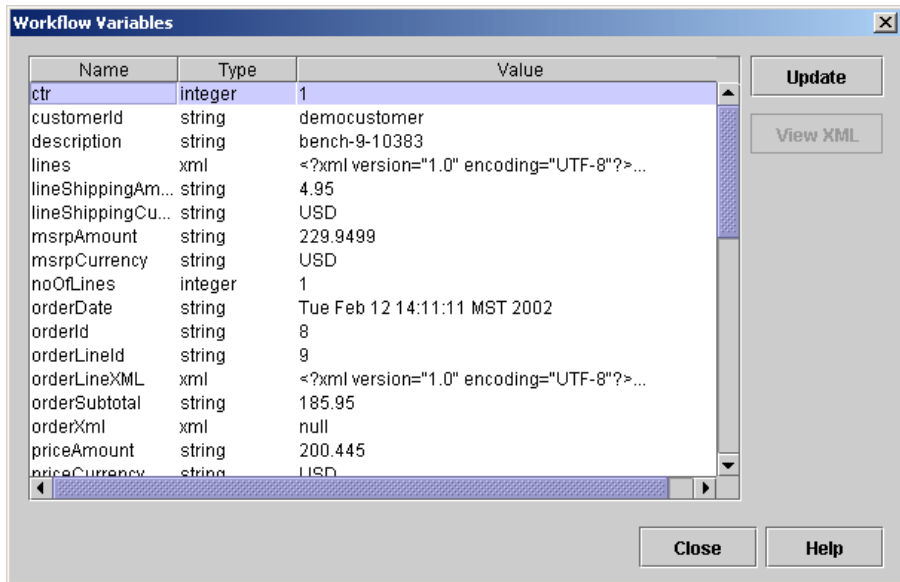 Workflow Variables
Name Type Value
ctr integer 1
customerId string democustomer
description string bench-9-10383
lines xml <?xml version="1.0" encoding="UTF-8"?>...
lineShippingAm... string 4.95
lineShippingCu... string USD
msrpAmount string 229.9499
msrpCurrency string USD
noOfLines integer 1
orderDate string Tue Feb 12 14:11:11 MST 2002
orderId string 8
orderLineId string 9
orderLineXML xml <?xml version="1.0" encoding="UTF-8"?>...
orderSubtotal string 185.95
orderXml xml null
priceAmount string 200.445
priceCurrency string USD
Update
View XML
Close Help